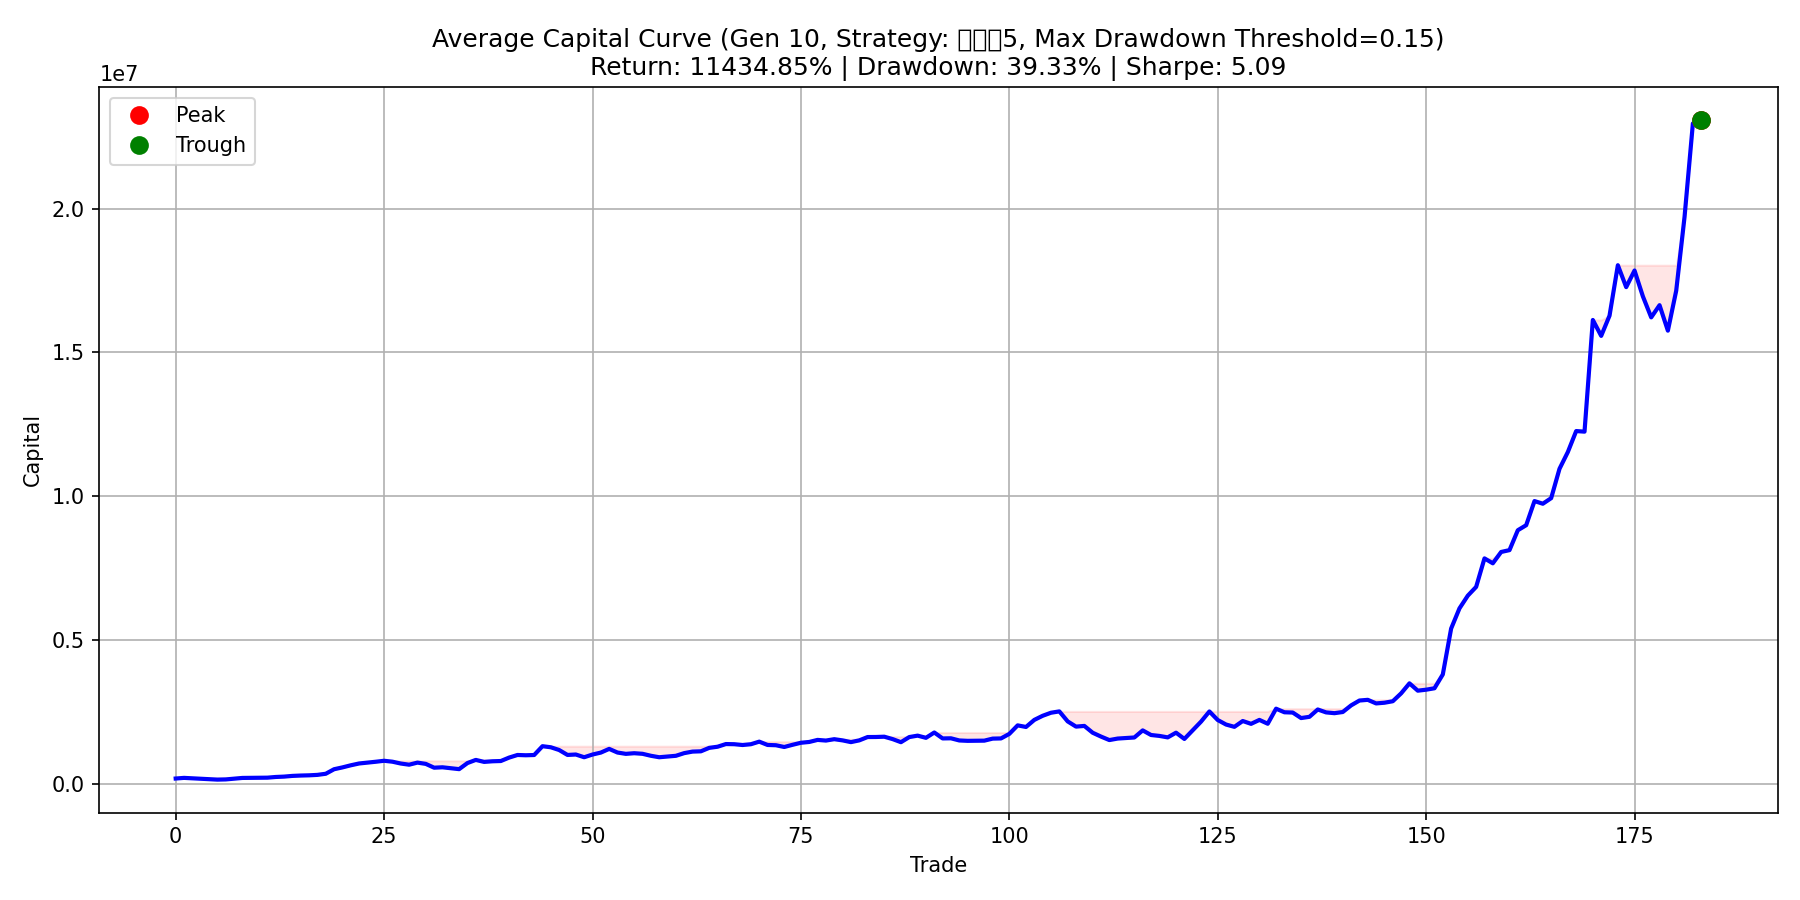 Average Capital Curve (Gen 10, Strategy: 5, Max Drawdown Threshold=0.15)
Return: 11434.85% | Drawdown: 39.33% | Sharpe: 5.09
1e7
Peak
Trough
2.0
1.5
1.0
0.5
0.0
Capital
0 25 50 75 100 125 150 175
Trade